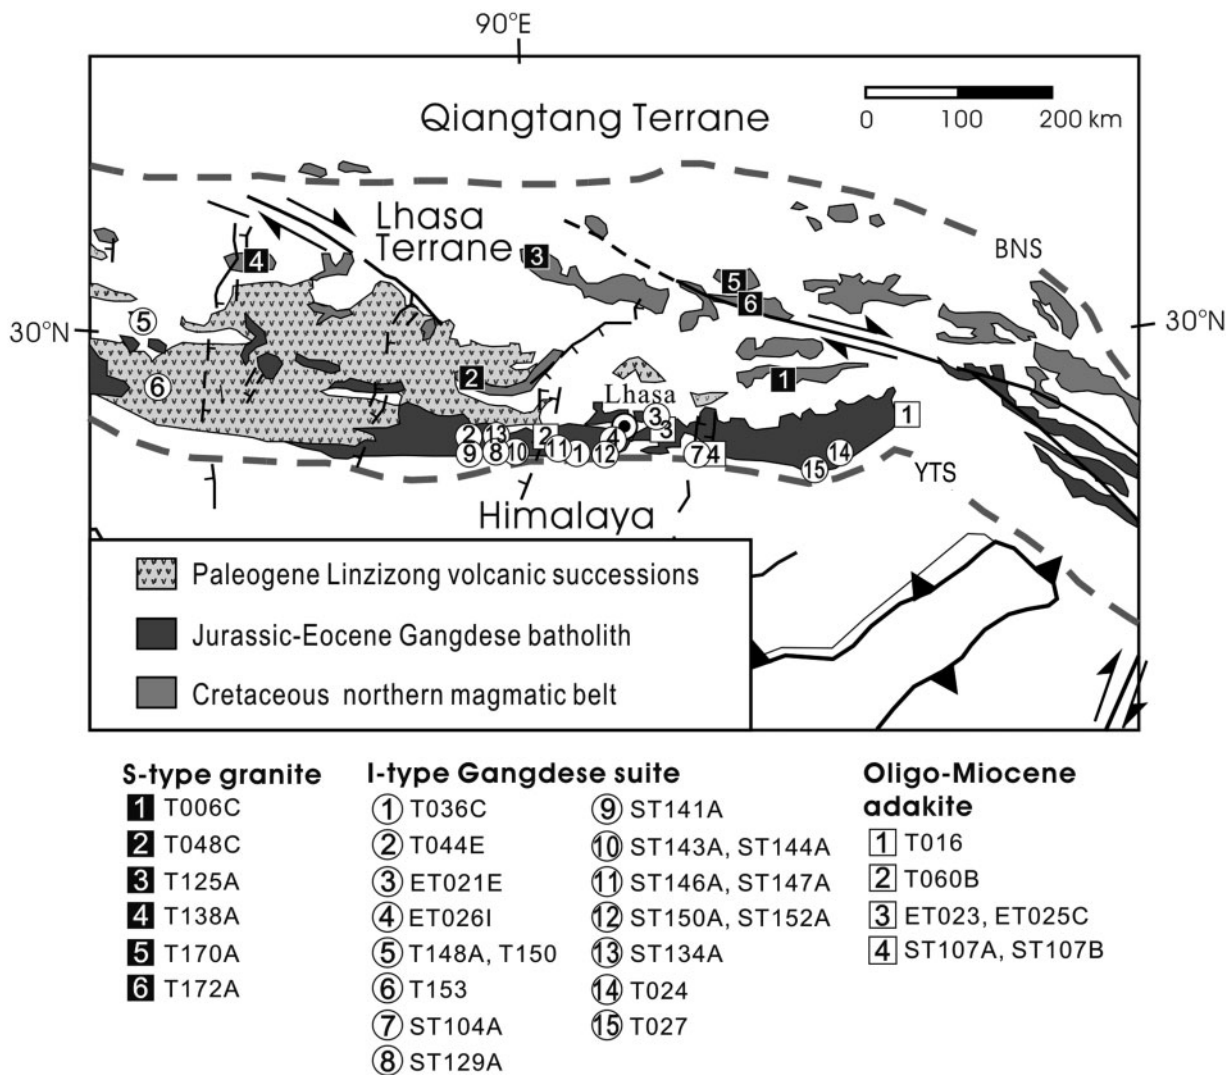 90°E
Qiangtang Terrane
0 100 200 km
Lhasa
Terrane
BNS
3
4
5
6
5
30°N
30°N
6
2
1
Lhasa
3
1
2 13 2 4 3
9 8 10 11 1 12 7 4 15 14
YTS
Himalaya
Paleogene Linzizong volcanic successions
Jurassic-Eocene Gangdese batholith
Cretaceous northern magmatic belt
S-type granite
1 T006C
2 T048C
3 T125A
4 T138A
5 T170A
6 T172A
I-type Gangdese suite
1 T036C
2 T044E
3 ET021E
4 ET026I
5 T148A, T150
6 T153
7 ST104A
8 ST129A
9 ST141A
10 ST143A, ST144A
11 ST146A, ST147A
12 ST150A, ST152A
13 ST134A
14 T024
15 T027
Oligo-Miocene
adakite
1 T016
2 T060B
3 ET023, ET025C
4 ST107A, ST107B